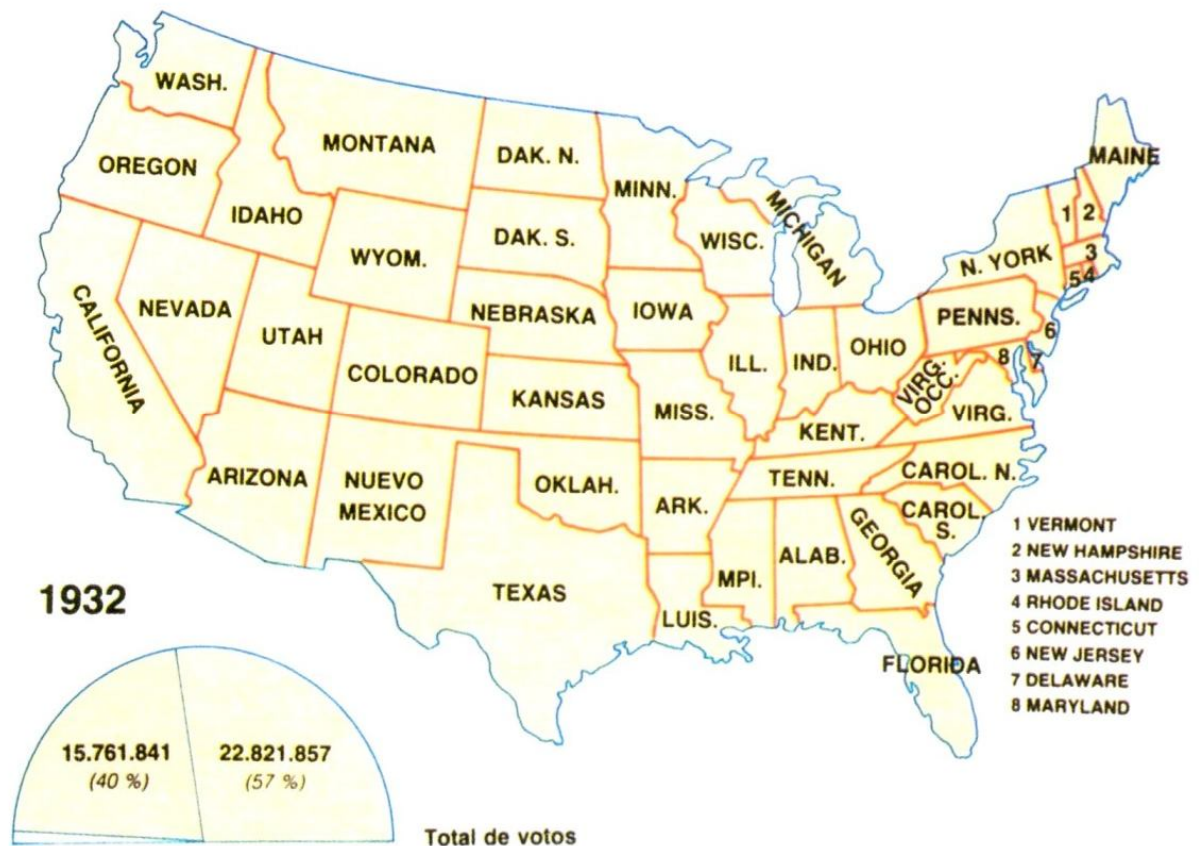 WASH.
MONTANA
DAK. N.
MAINE
OREGON
MINN.
IDAHO
MICHIGAN
1
2
DAK. S.
WISC.
WYOM.
3
N. YORK
5
4
NEVADA
NEBRASKA
IOWA
PENNS.
6
CALIFORNIA
UTAH
OHIO
8
7
ILL.
IND.
COLORADO
VIRG.
OCC.
KANSAS
MISS.
VIRG.
KENT.
ARIZONA
NUEVO
MEXICO
OKLAH.
TENN.
CAROL. N.
ARK.
CAROL.
S.
GEORGIA
ALAB.
MPI.
TEXAS
LUIS.
FLORIDA
1 VERMONT
2 NEW HAMPSHIRE
3 MASSACHUSETTS
4 RHODE ISLAND
5 CONNECTICUT
6 NEW JERSEY
7 DELAWARE
8 MARYLAND
1932
15.761.841
(40 %)
22.821.857
(57 %)
Total de votos